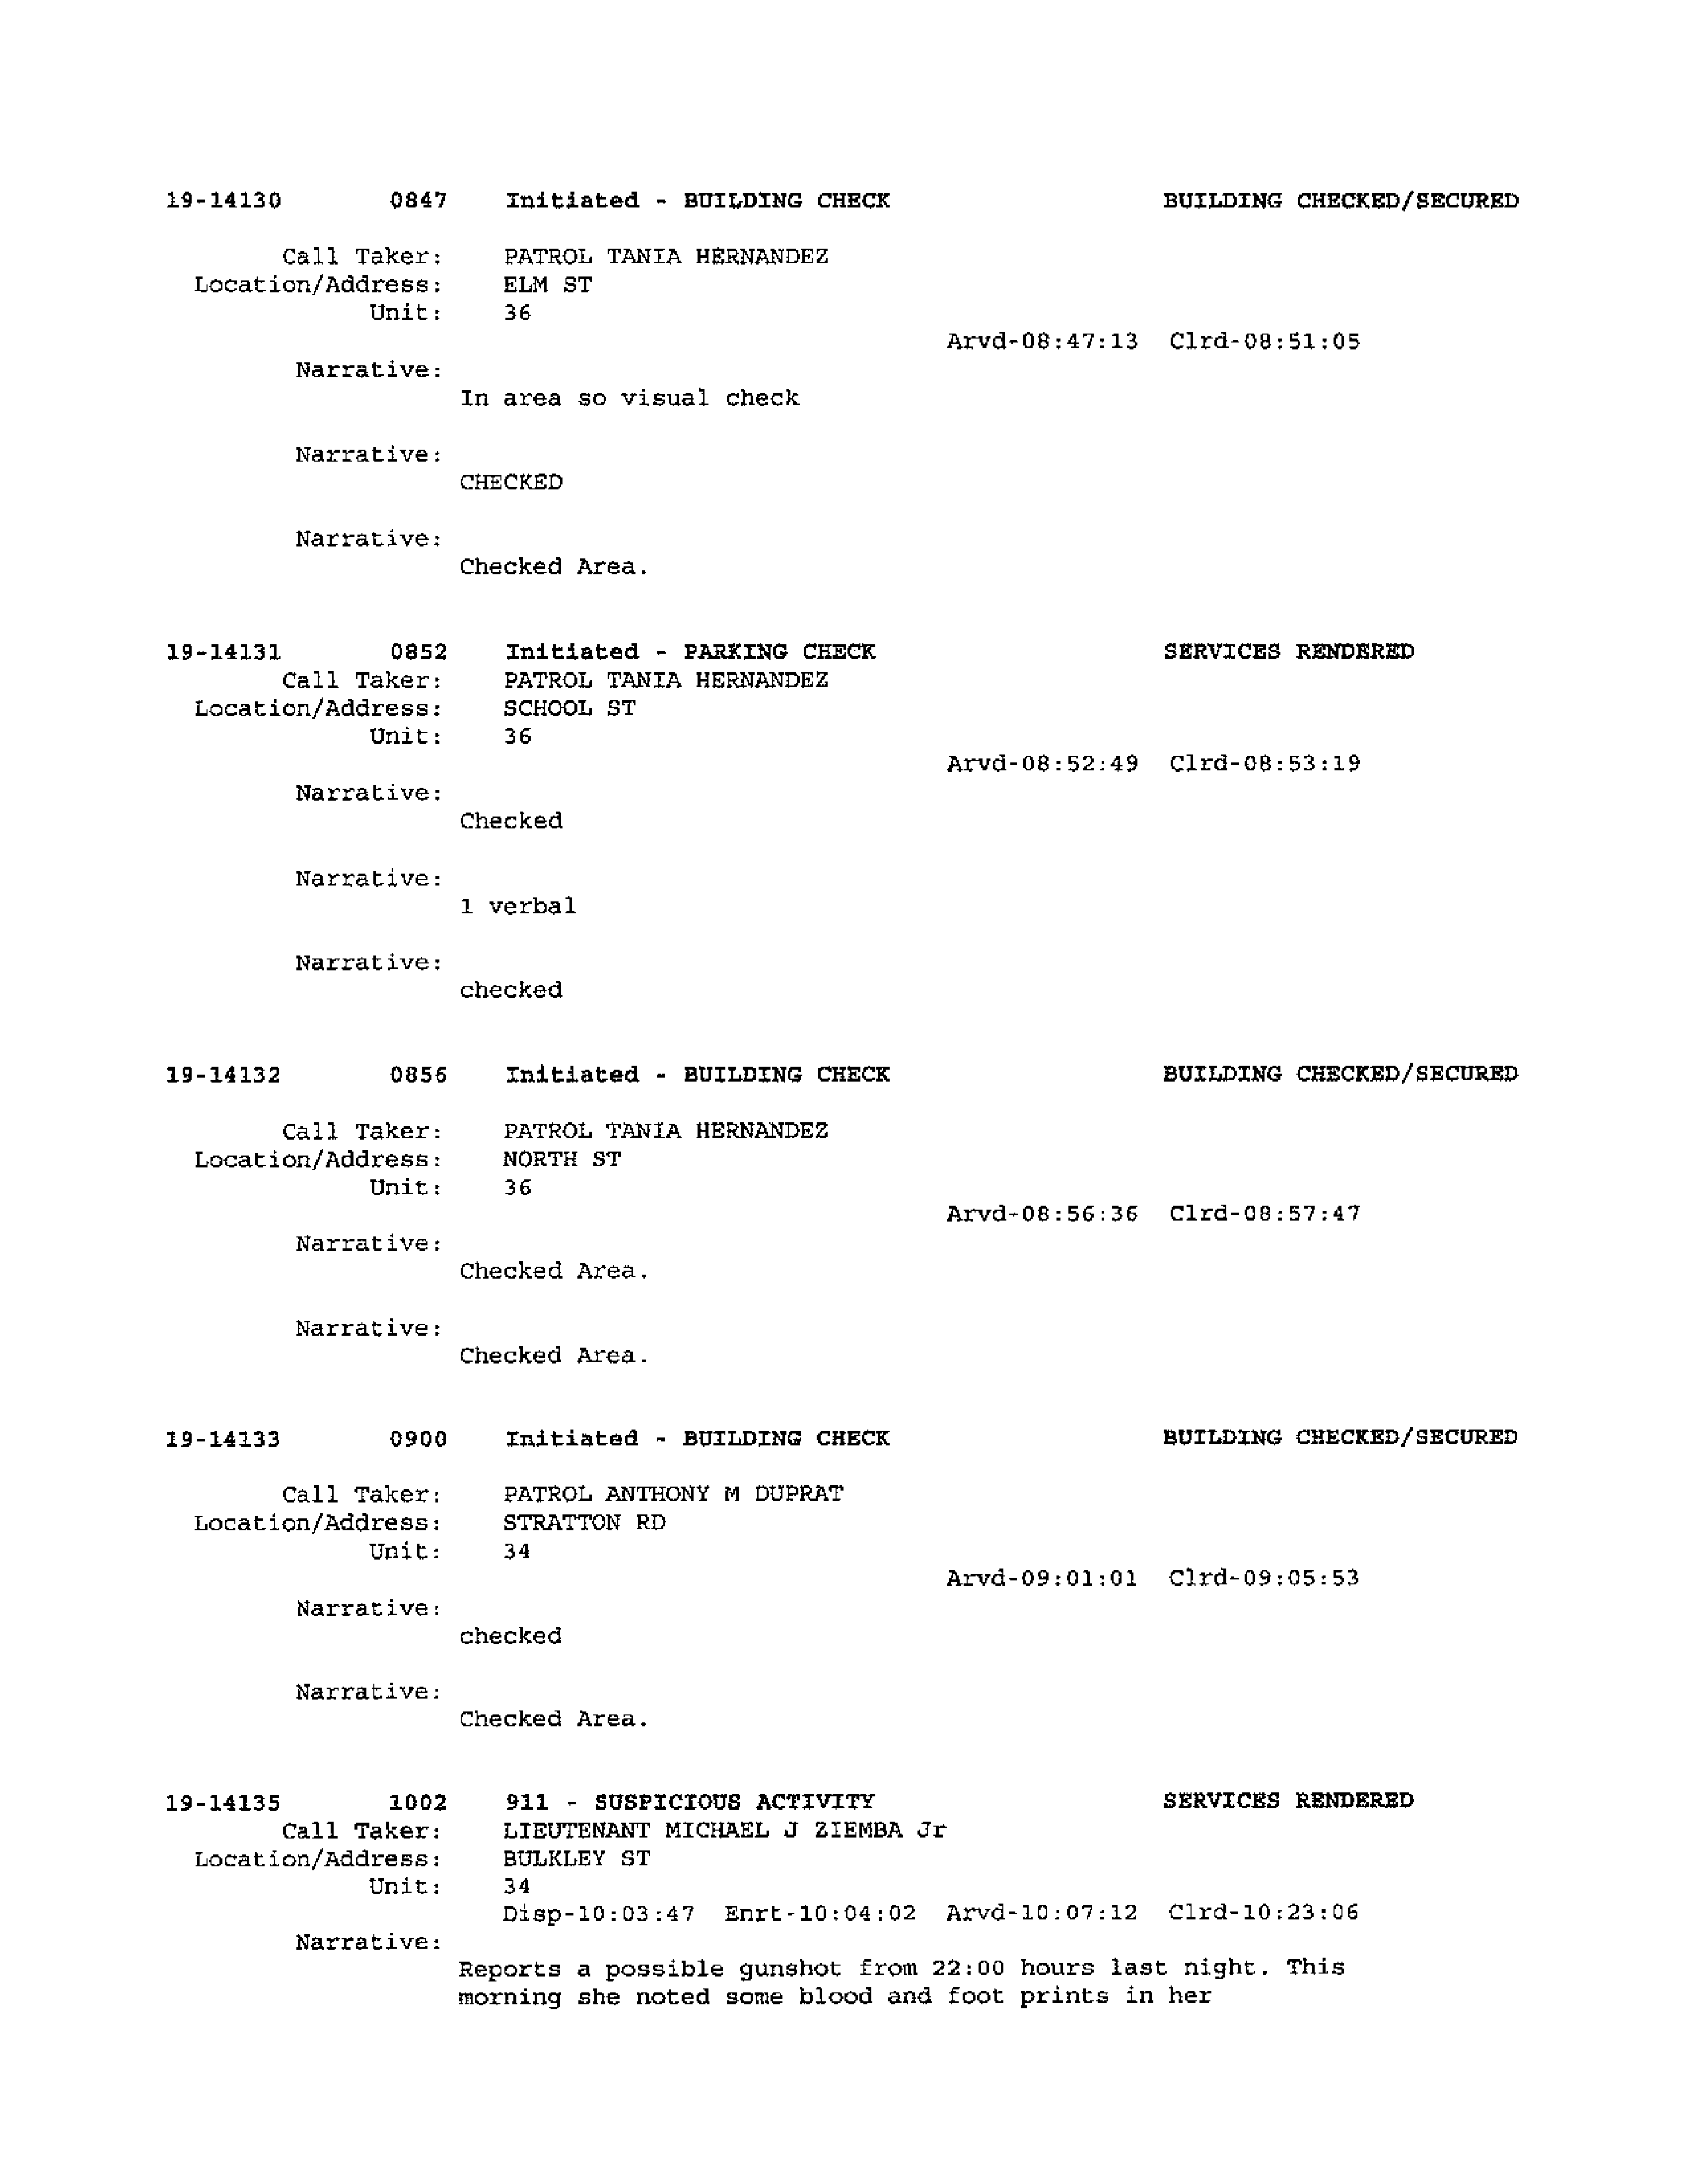 19-14130 0847 Initiated - BUILDING CHECK BUILDING CHECKED/SECURED
Call Taker: PATROL TANIA HERNANDEZ
Location/Address: ELM ST
Unit: 36
Arvd-08:47:13 Clrd-08:51:05
Narrative:
In area so visual check
Narrative:
CHECKED
Narrative:
Checked Area.
19-14131 0852 Initiated - PARKING CHECK SERVICES RENDERED
Call Taker: PATROL TANIA HERNANDEZ
Location/Address: SCHOOL ST
Unit: 36
Arvd-08:52:49 Clrd-08:53:19
Narrative:
Checked
Narrative:
1 verbal
Narrative:
checked
19-14132 0856 Initiated - BUILDING CHECK BUILDING CHECKED/SECURED
Call Taker: PATROL TANIA HERNANDEZ
Location/Address: NORTH ST
Unit: 36
Arvd-08:56:36 Clrd-08:57:47
Narrative:
Checked Area.
Narrative:
Checked Area.
19-14133 0900 Initiated - BUILDING CHECK BUILDING CHECKED/SECURED
Call Taker: PATROL ANTHONY M DUPRAT
Location/Address: STRATTON RD
Unit: 34
Arvd-09:01:01 Clrd-09:05:53
Narrative:
checked
Narrative:
Checked Area.
19-14135 1002 911 - SUSPICIOUS ACTIVITY SERVICES RENDERED
Call Taker: LIEUTENANT MICHAEL J ZIEMBA Jr
Location/Address: BULKLEY ST
Unit: 34
Disp-10:03:47 Enrt-10:04:02 Arvd-10:07:12 Clrd-10:23:06
Narrative:
Reports a possible gunshot from 22:00 hours last night. This
morning she noted some blood and foot prints in her